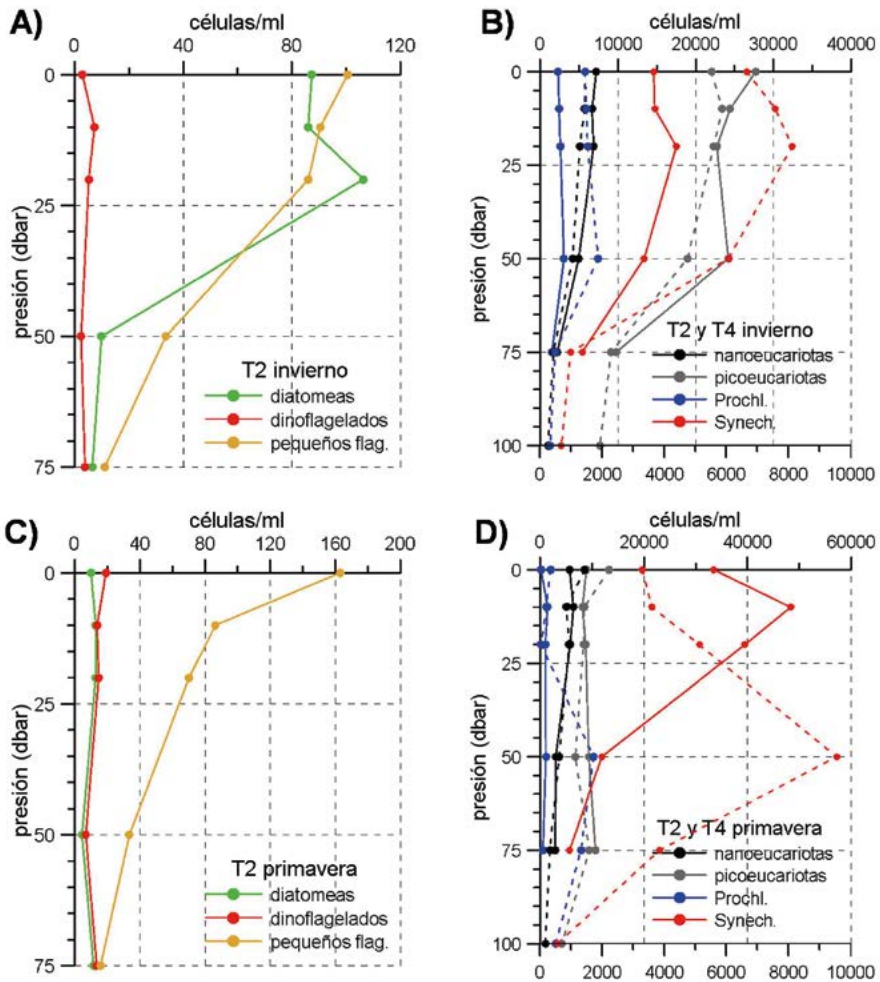 A)
células/ml
0 40 80 120
0
25
50
75
presión (dbar)
T2 invierno
diatomeas
dinoflagelados
pequeños flag.
B)
células/ml
0 10000 20000 30000 40000
0
25
50
75
100
presión (dbar)
T2 y T4 invierno
nanoeucariotas
picoeucariotas
Prochl.
Synech.
0 2000 4000 6000 8000 10000
C)
células/ml
0 40 80 120 160 200
0
25
50
75
presión (dbar)
T2 primavera
diatomeas
dinoflagelados
pequeños flag.
D)
células/ml
0 20000 40000 60000
0
25
50
75
100
presión (dbar)
T2 y T4 primavera
nanoeucariotas
picoeucariotas
Prochl.
Synech.
0 2000 4000 6000 8000 10000